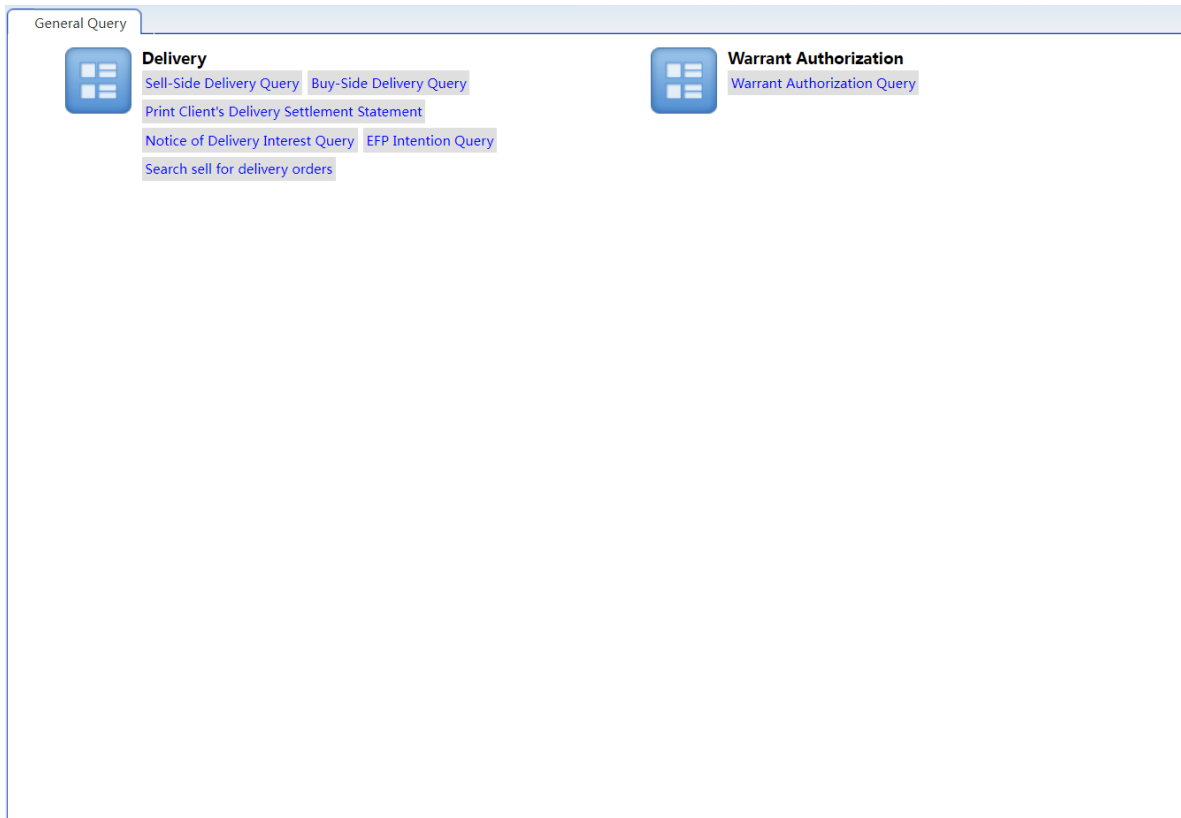 General Query
Delivery
Sell-Side Delivery Query Buy-Side Delivery Query
Print Client's Delivery Settlement Statement
Notice of Delivery Interest Query EFP Intention Query
Search sell for delivery orders
Warrant Authorization
Warrant Authorization Query